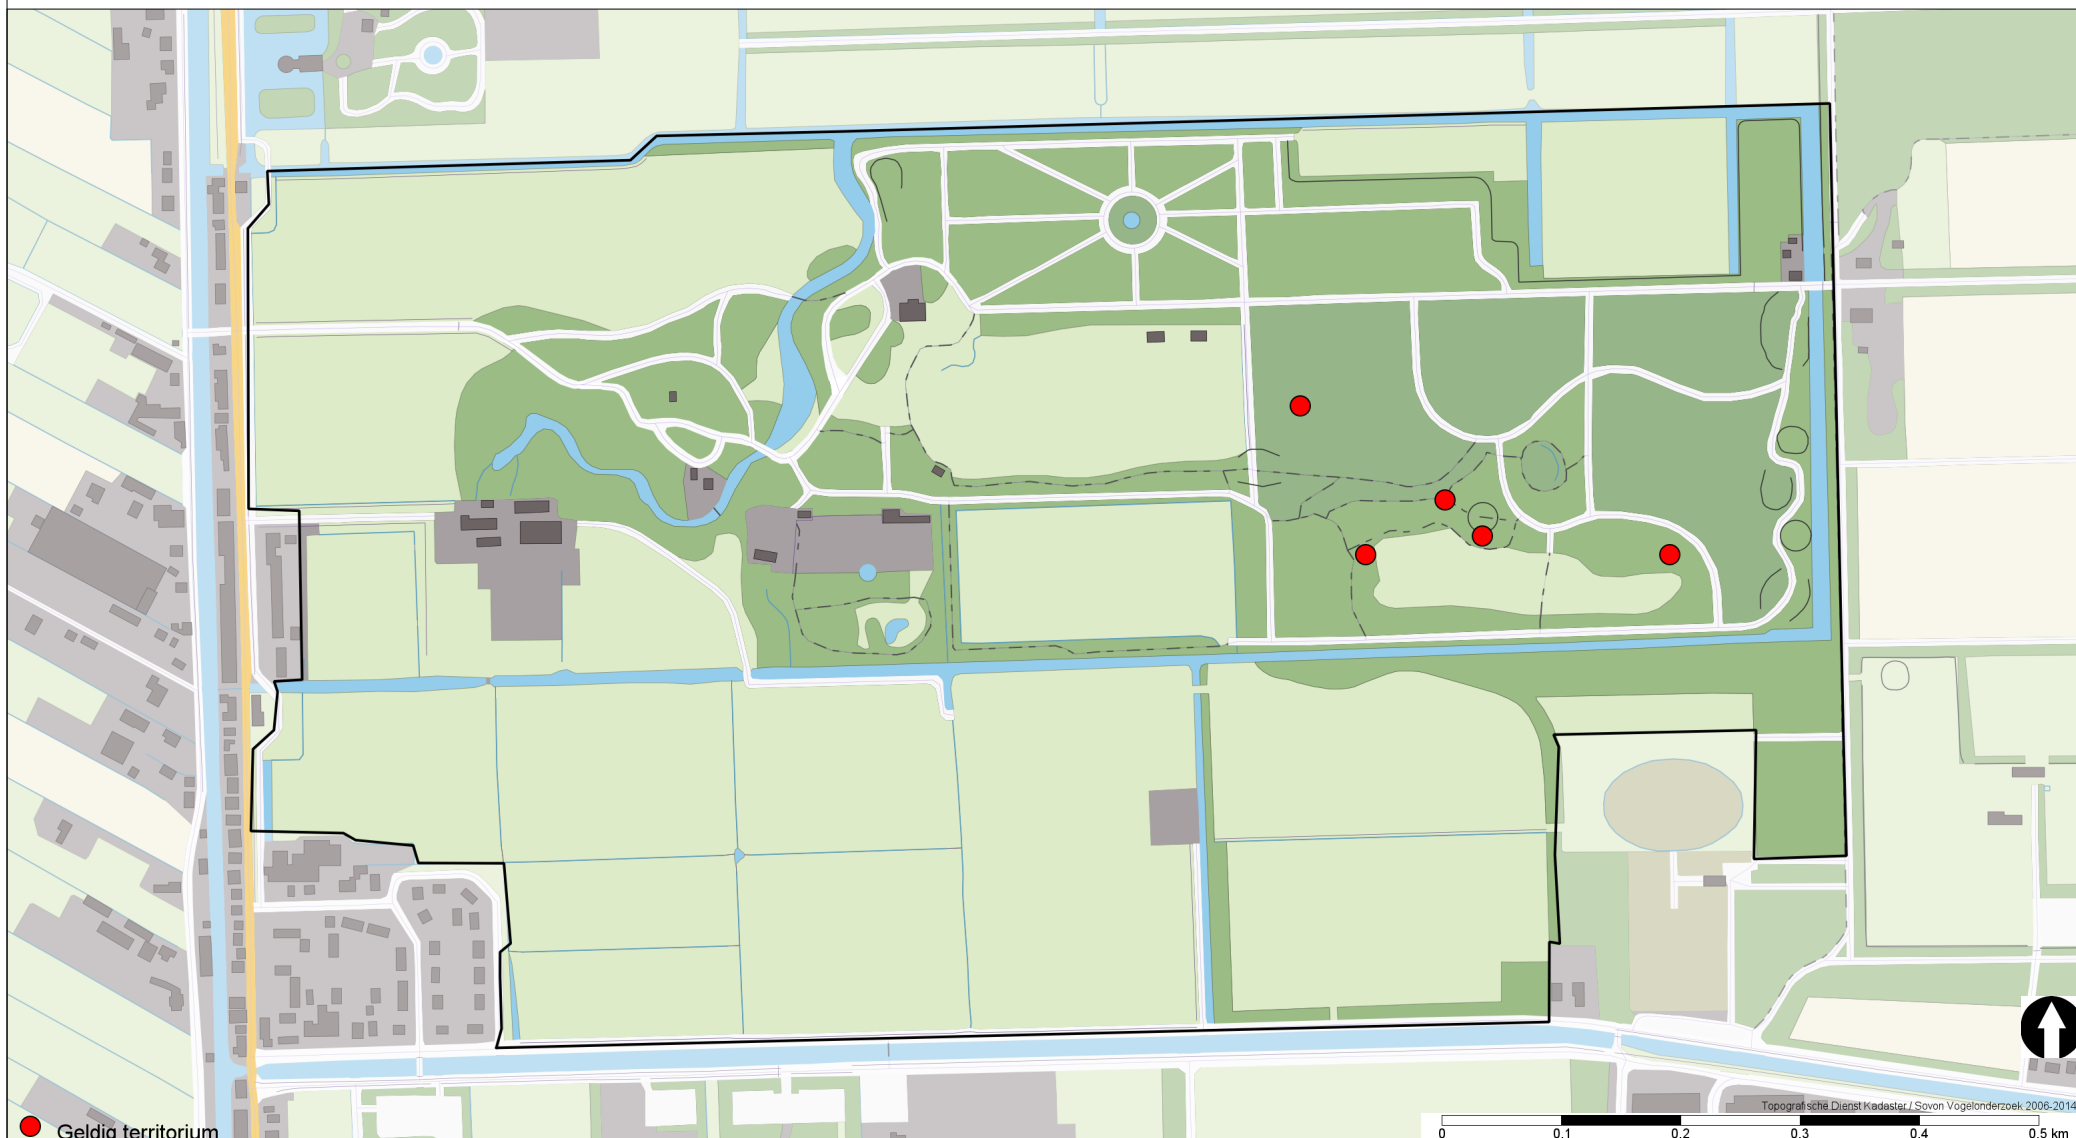 Topografische Dienst Kadaster / Sovon Vogelonderzoek 2006-2014
Geldig territorium
0 0.1 0.2 0.3 0.4 0.5 km